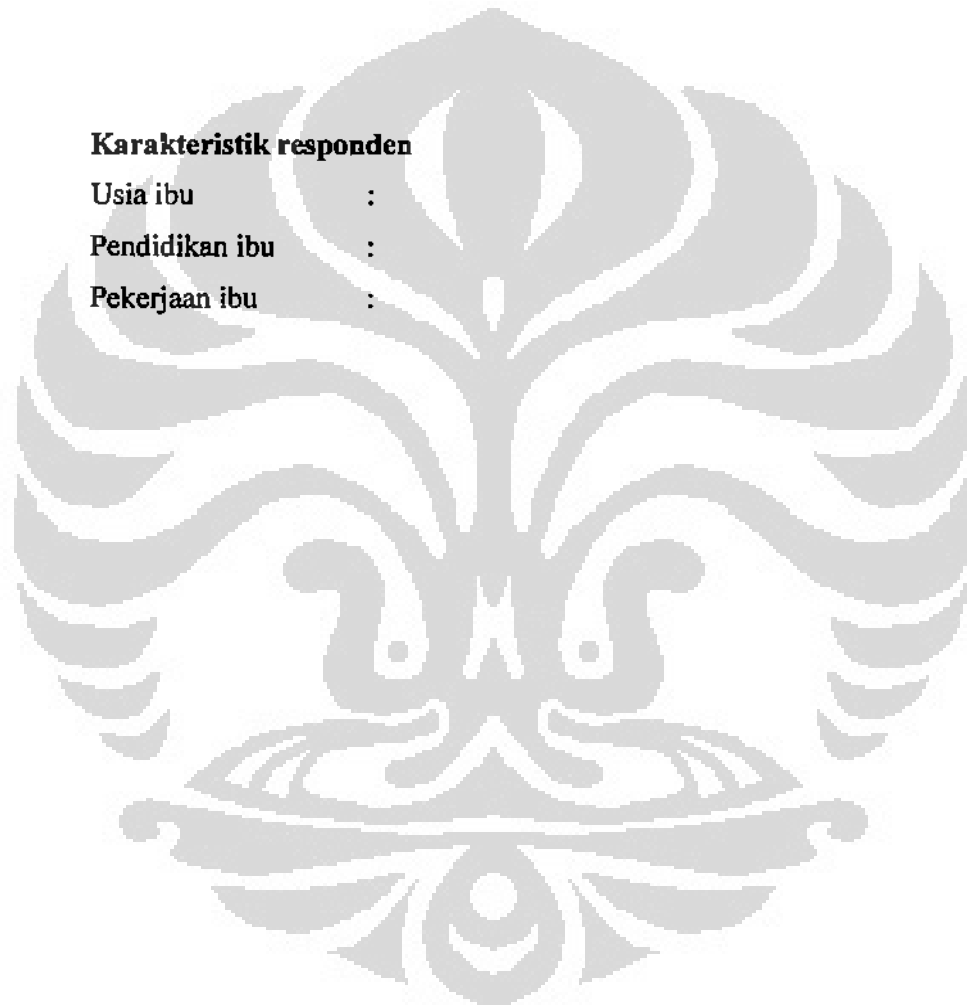 Karakteristik responden
Usia ibu :
Pendidikan ibu :
Pekerjaan ibu :